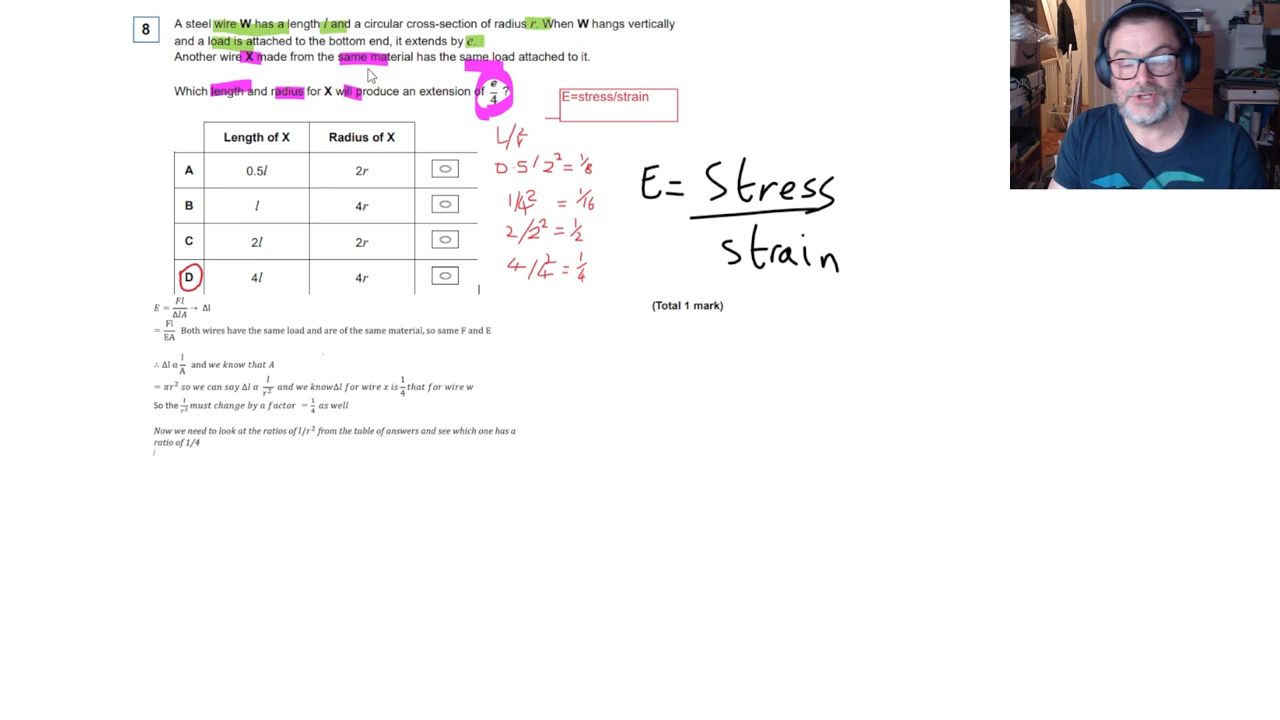 8
A steel wire W has a length l and a circular cross-section of radius r. When W hangs vertically
and a load is attached to the bottom end, it extends by e.
Another wire X made from the same material has the same load attached to it.
Which length and radius for X will produce an extension of e/4 ?
E=stress/strain
Length of X Radius of X
A 0.5l 2r
B l 4r
C 2l 2r
D 4l 4r
L/r²
0.5/2² = 1/8
1/4² = 1/16
2/2² = 1/2
4/4² = 1/4
E = Stress
strain
(Total 1 mark)
E = Fl/ΔlA → Δl
= Fl/EA Both wires have the same load and are of the same material, so same F and E
∴ Δl α l/A and we know that A
= πr² so we can say Δl α l/r² and we knowΔl for wire x is 1/4 that for wire w
So the l/r² must change by a factor = 1/4 as well
Now we need to look at the ratios of l/r² from the table of answers and see which one has a
ratio of 1/4